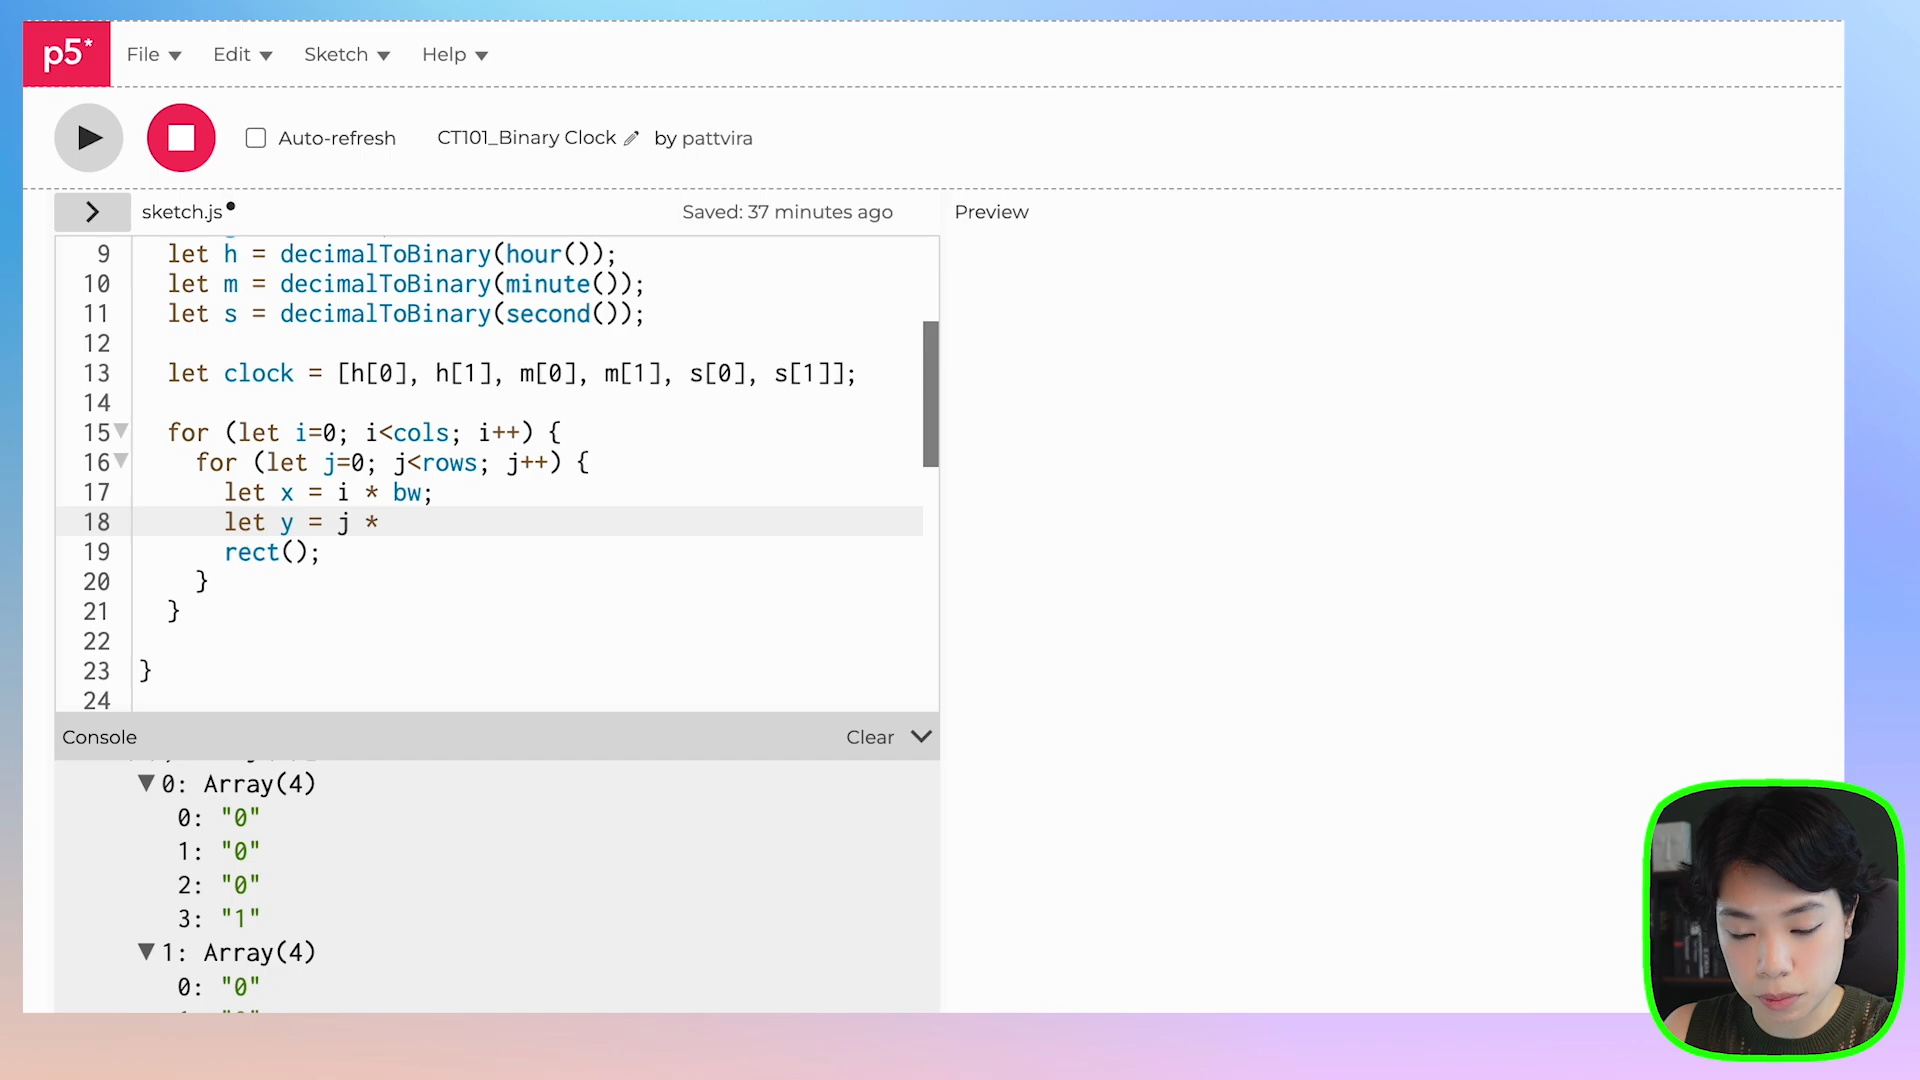 p5*
File Edit Sketch Help
Auto-refresh CT101_Binary Clock by pattvira
sketch.js Saved: 37 minutes ago Preview
9 let h = decimalToBinary(hour());
10 let m = decimalToBinary(minute());
11 let s = decimalToBinary(second());
12
13 let clock = [h[0], h[1], m[0], m[1], s[0], s[1]];
14
15 for (let i=0; i<cols; i++) {
16 for (let j=0; j<rows; j++) {
17 let x = i * bw;
18 let y = j *
19 rect();
20 }
21 }
22
23 }
24
Console Clear
0: Array(4)
0: "0"
1: "0"
2: "0"
3: "1"
1: Array(4)
0: "0"